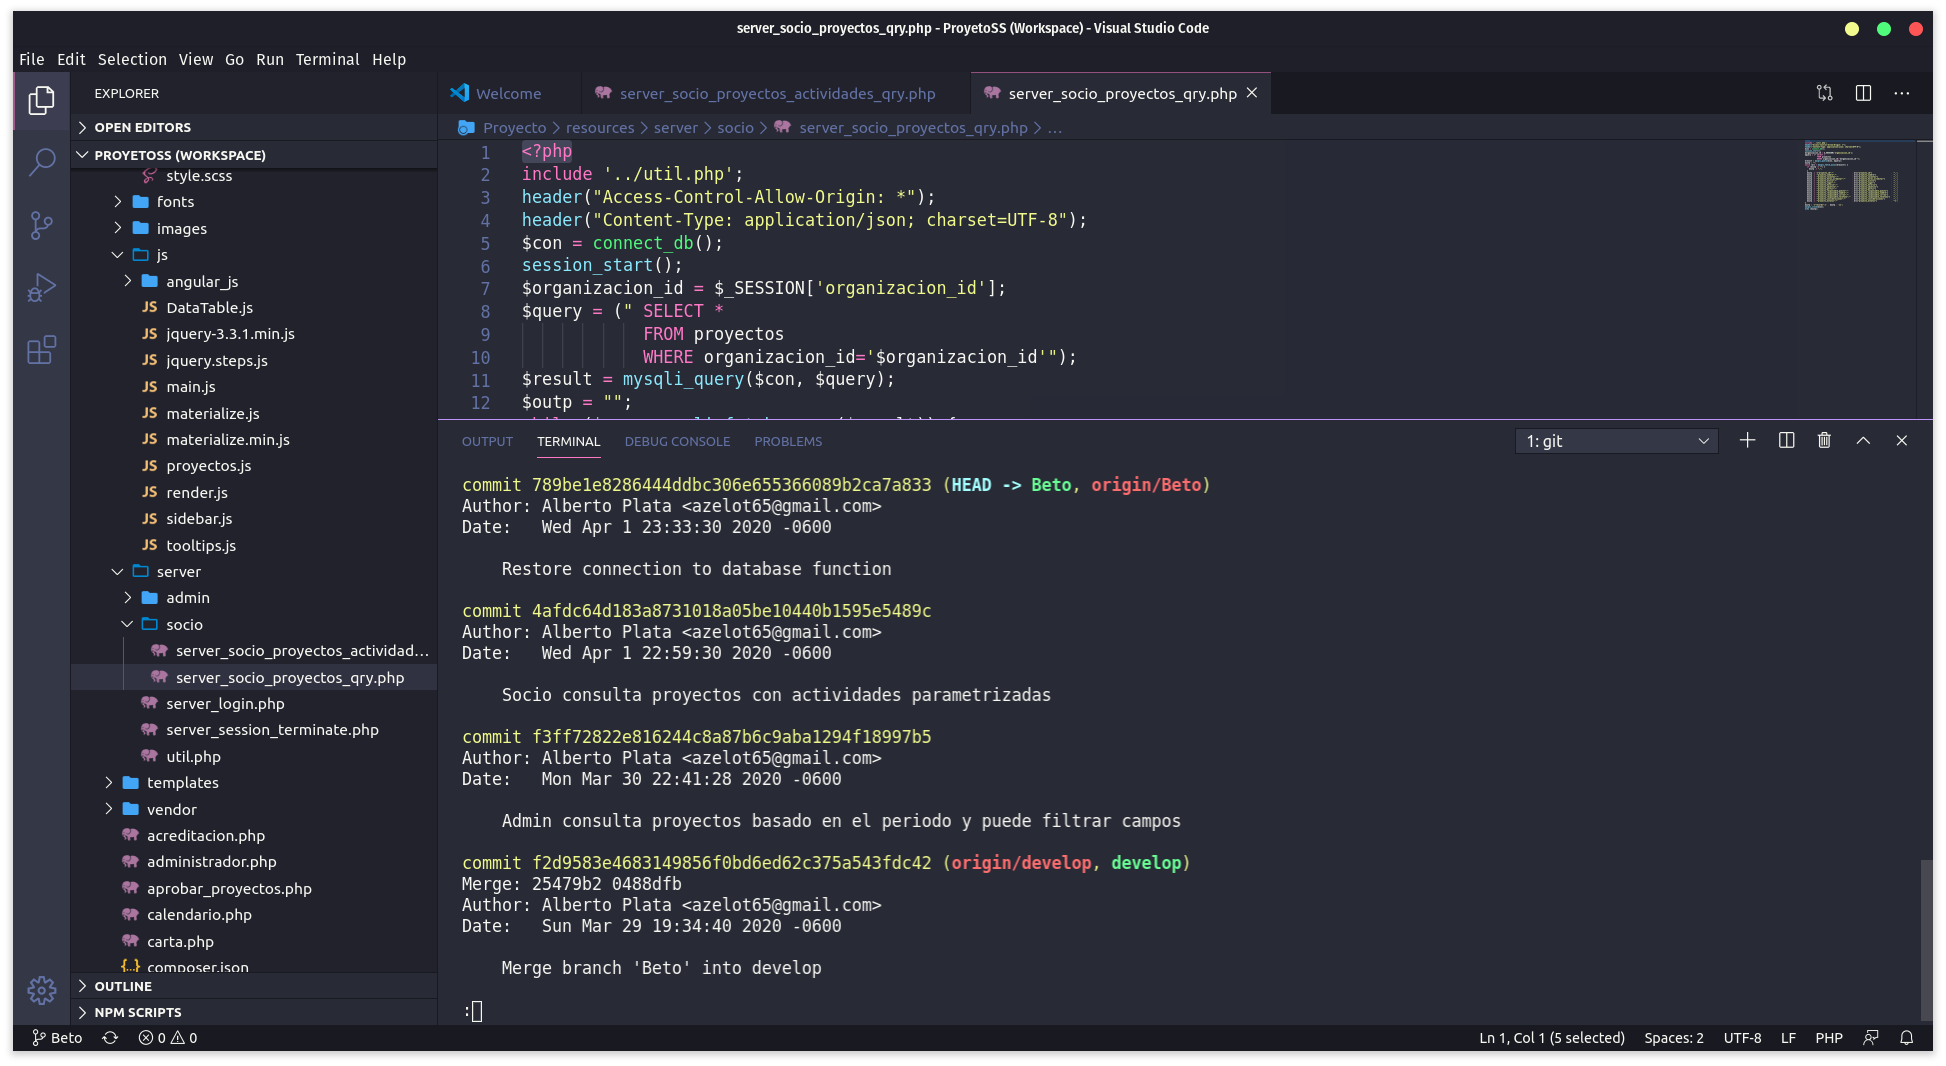 server_socio_proyectos_qry.php - ProyetoSS (Workspace) - Visual Studio Code
File Edit Selection View Go Run Terminal Help
EXPLORER
OPEN EDITORS
PROYETOSS (WORKSPACE)
style.scss
fonts
images
js
angular_js
JS DataTable.js
JS jquery-3.3.1.min.js
JS jquery.steps.js
JS main.js
JS materialize.js
JS materialize.min.js
JS proyectos.js
JS render.js
JS sidebar.js
JS tooltips.js
server
admin
socio
server_socio_proyectos_actividad...
server_socio_proyectos_qry.php
server_login.php
server_session_terminate.php
util.php
templates
vendor
acreditacion.php
administrador.php
aprobar_proyectos.php
calendario.php
carta.php
{..} composer.json
OUTLINE
NPM SCRIPTS
Welcome server_socio_proyectos_actividades_qry.php server_socio_proyectos_qry.php
Proyecto > resources > server > socio > server_socio_proyectos_qry.php > ...
1 <?php
2 include '../util.php';
3 header("Access-Control-Allow-Origin: *");
4 header("Content-Type: application/json; charset=UTF-8");
5 $con = connect_db();
6 session_start();
7 $organizacion_id = $_SESSION['organizacion_id'];
8 $query = (" SELECT *
9 FROM proyectos
10 WHERE organizacion_id='$organizacion_id'");
11 $result = mysqli_query($con, $query);
12 $outp = "";
OUTPUT TERMINAL DEBUG CONSOLE PROBLEMS 1: git
commit 789be1e8286444ddbc306e655366089b2ca7a833 (HEAD -> Beto, origin/Beto)
Author: Alberto Plata <azelot65@gmail.com>
Date: Wed Apr 1 23:33:30 2020 -0600
Restore connection to database function
commit 4afdc64d183a8731018a05be10440b1595e5489c
Author: Alberto Plata <azelot65@gmail.com>
Date: Wed Apr 1 22:59:30 2020 -0600
Socio consulta proyectos con actividades parametrizadas
commit f3ff72822e816244c8a87b6c9aba1294f18997b5
Author: Alberto Plata <azelot65@gmail.com>
Date: Mon Mar 30 22:41:28 2020 -0600
Admin consulta proyectos basado en el periodo y puede filtrar campos
commit f2d9583e4683149856f0bd6ed62c375a543fdc42 (origin/develop, develop)
Merge: 25479b2 0488dfb
Author: Alberto Plata <azelot65@gmail.com>
Date: Sun Mar 29 19:34:40 2020 -0600
Merge branch 'Beto' into develop
:
Beto 0 0 Ln 1, Col 1 (5 selected) Spaces: 2 UTF-8 LF PHP